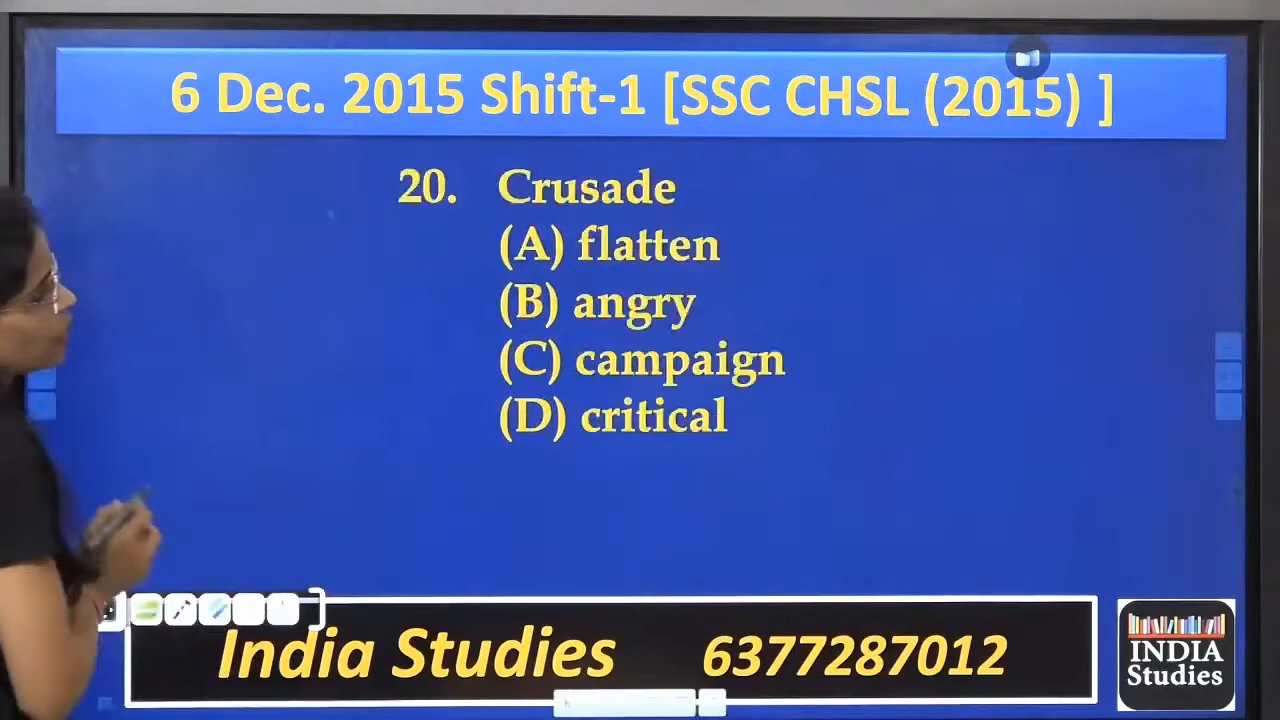 6 Dec. 2015 Shift-1 [SSC CHSL (2015) ]
20. Crusade
(A) flatten
(B) angry
(C) campaign
(D) critical
India Studies 6377287012
INDIA
Studies